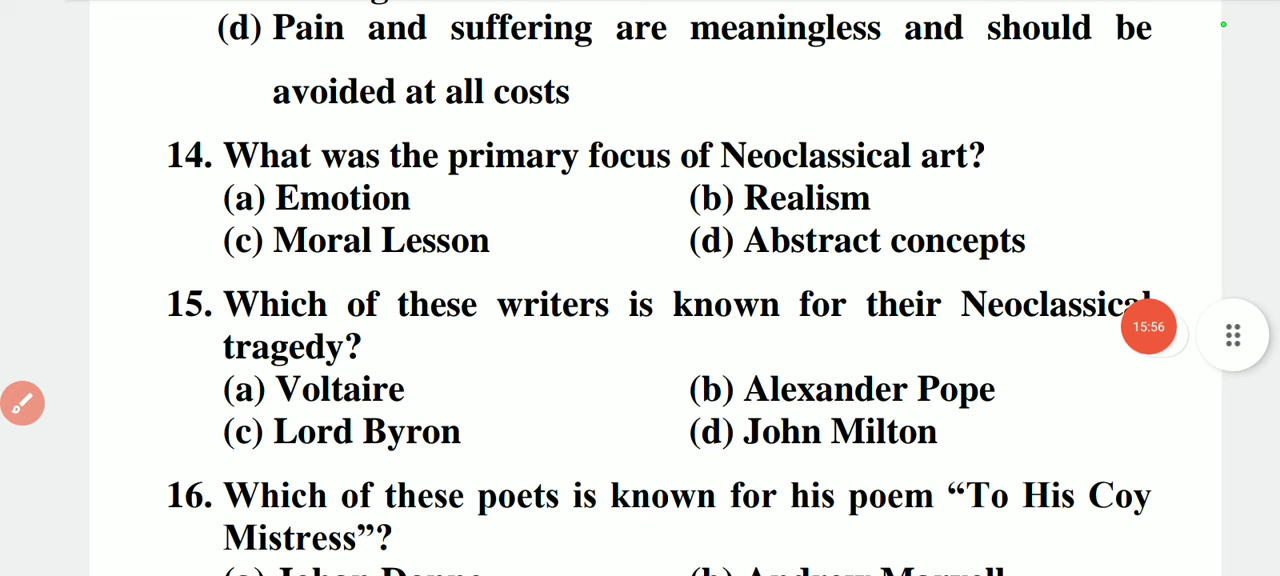 (d) Pain and suffering are meaningless and should be
avoided at all costs
14. What was the primary focus of Neoclassical art?
(a) Emotion (b) Realism
(c) Moral Lesson (d) Abstract concepts
15. Which of these writers is known for their Neoclassical
tragedy?
15:56
(a) Voltaire (b) Alexander Pope
(c) Lord Byron (d) John Milton
16. Which of these poets is known for his poem “To His Coy
Mistress”?